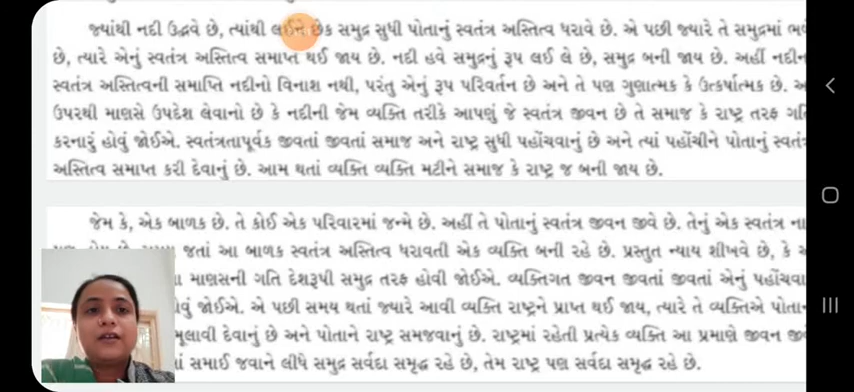 જ્યાંથી નદી ઉદ્ભવે છે, ત્યાંથી લઈને છેક સમુદ્ર સુધી પોતાનું સ્વતંત્ર અસ્તિત્વ ધરાવે છે. એ પછી જ્યારે તે સમુદ્રમાં
છે, ત્યારે એનું સ્વતંત્ર અસ્તિત્વ સમાપ્ત થઈ જાય છે. નદી હવે સમુદ્રનું રૂપ લઈ લે છે, સમુદ્ર બની જાય છે. અહીં
સ્વતંત્ર અસ્તિત્વની સમાપ્તિ નદીનો વિનાશ નથી, પરંતુ એનું રૂપ પરિવર્તન છે અને તે પણ ગુણાત્મક કે ઉત્કર્ષાત્મક છે.
ઉપરથી માણસે ઉપદેશ લેવાનો છે કે નદીની જેમ વ્યક્તિ તરીકે આપણું જે સ્વતંત્ર જીવન છે તે સમાજ કે રાષ્ટ્ર તરફ
કરનારું હોવું જોઈએ. સ્વતંત્રતાપૂર્વક જીવતાં જીવતાં સમાજ અને રાષ્ટ્ર સુધી પહોંચવાનું છે અને ત્યાં પહોંચીને પોતાનું
અસ્તિત્વ સમાપ્ત કરી દેવાનું છે. આમ થતાં વ્યક્તિ વ્યક્તિ મટીને સમાજ કે રાષ્ટ્ર જ બની જાય છે.
જેમ કે, એક બાળક છે. તે કોઈ એક પરિવારમાં જન્મે છે. અહીં તે પોતાનું સ્વતંત્ર જીવન જીવે છે. તેનું એક સ્વતંત્ર
જતાં આ બાળક સ્વતંત્ર અસ્તિત્વ ધરાવતી એક વ્યક્તિ બની રહે છે. પ્રસ્તુત ન્યાય શીખવે છે, કે
માણસની ગતિ દેશરૂપી સમુદ્ર તરફ હોવી જોઈએ. વ્યક્તિગત જીવન જીવતાં જીવતાં એનું
જોઈએ. એ પછી સમય થતાં જ્યારે આવી વ્યક્તિ રાષ્ટ્રને પ્રાપ્ત થઈ જાય, ત્યારે તે વ્યક્તિએ
દેવાનું છે અને પોતાને રાષ્ટ્ર સમજવાનું છે. રાષ્ટ્રમાં રહેતી પ્રત્યેક વ્યક્તિ આ પ્રમાણે જીવન
સમાઈ જવાને લીધે સમુદ્ર સર્વદા સમૃદ્ધ રહે છે, તેમ રાષ્ટ્ર પણ સર્વદા સમૃદ્ધ રહે છે.